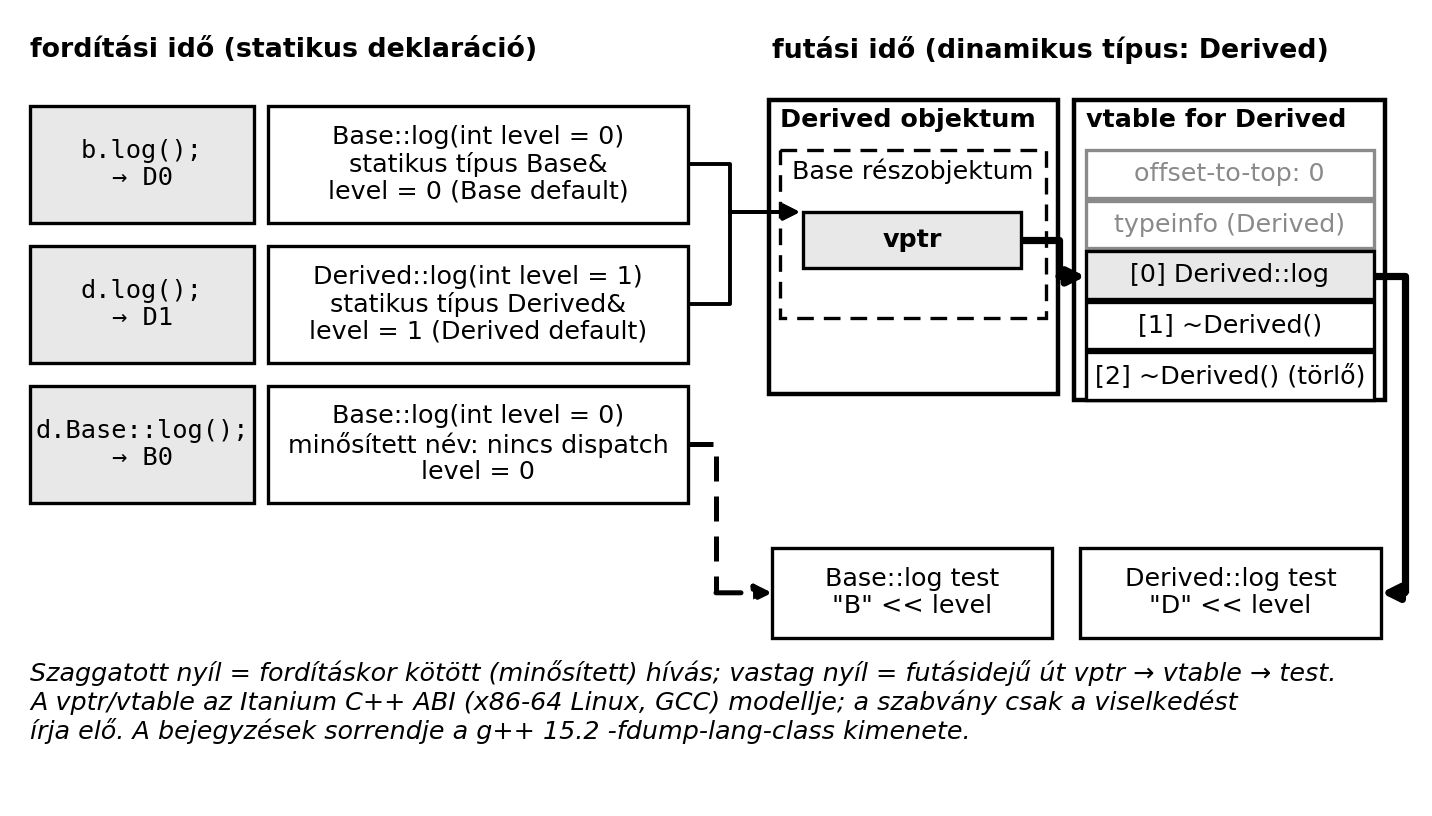 fordítási idő (statikus deklaráció)
futási idő (dinamikus típus: Derived)
b.log();
→ D0
Base::log(int level = 0)
statikus típus Base&
level = 0 (Base default)
d.log();
→ D1
Derived::log(int level = 1)
statikus típus Derived&
level = 1 (Derived default)
d.Base::log();
→ B0
Base::log(int level = 0)
minősített név: nincs dispatch
level = 0
Derived objektum
Base részobjektum
vptr
vtable for Derived
offset-to-top: 0
typeinfo (Derived)
[0] Derived::log
[1] ~Derived()
[2] ~Derived() (törlő)
Base::log test
"B" << level
Derived::log test
"D" << level
Szaggatott nyíl = fordításkor kötött (minősített) hívás; vastag nyíl = futásidejű út vptr → vtable → test.
A vptr/vtable az Itanium C++ ABI (x86-64 Linux, GCC) modellje; a szabvány csak a viselkedést
írja elő. A bejegyzések sorrendje a g++ 15.2 -fdump-lang-class kimenete.